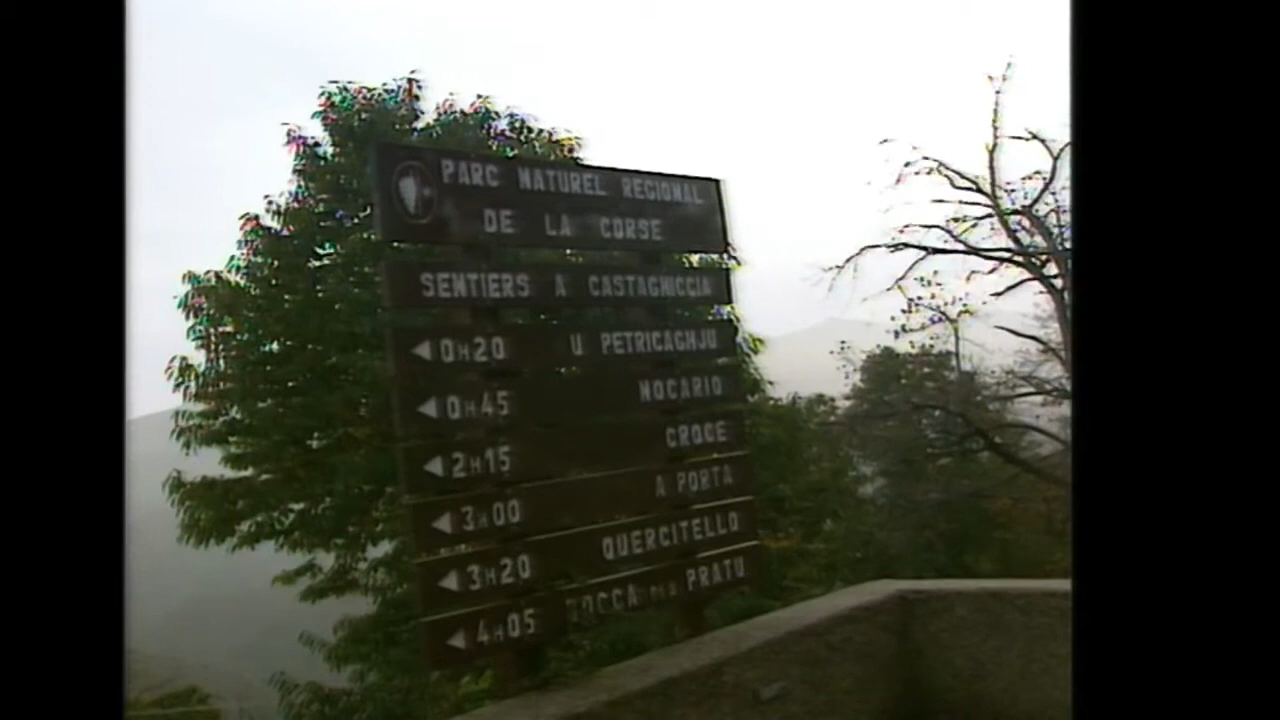 PARC NATUREL REGIONAL
DE LA CORSE
SENTIERS A CASTAGNICCIA
0H20 U PETRICAGHJU
0H45 NOCARIO
2H15 CROCE
3H00 A PORTA
3H20 QUERCITELLO
4H05 BOCCA PRATU